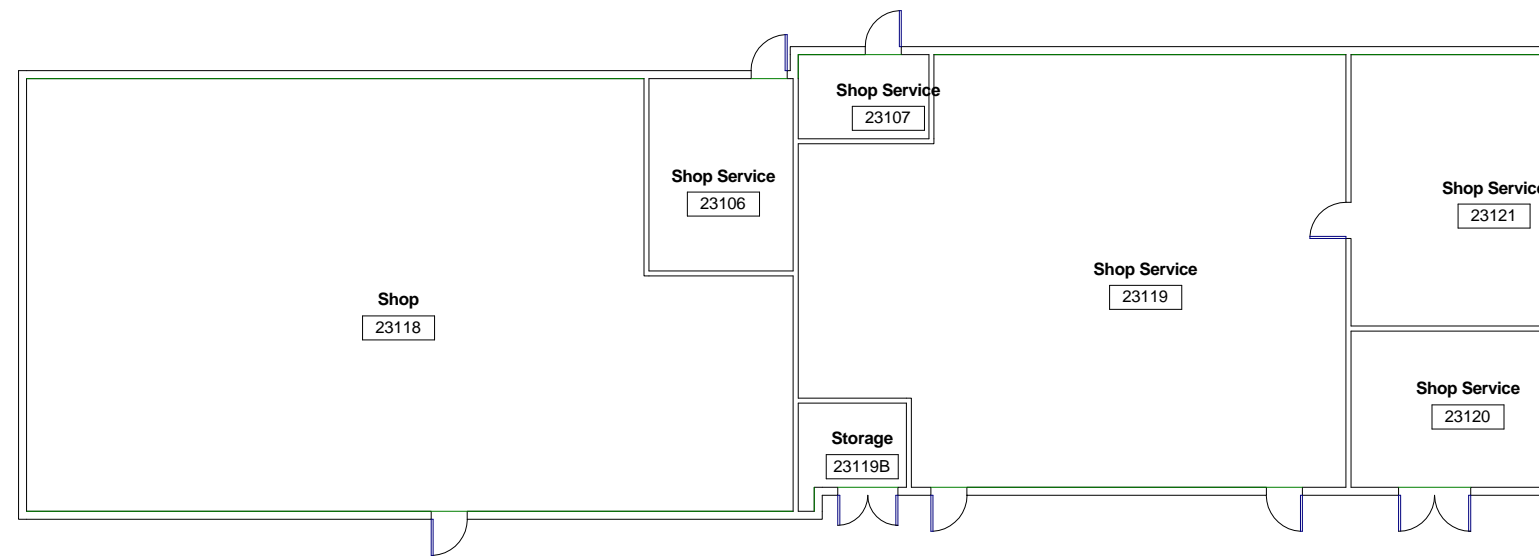 Shop Service
23107
Shop Service
23106
Shop Service
23121
Shop Service
23119
Shop
23118
Shop Service
23120
Storage
23119B